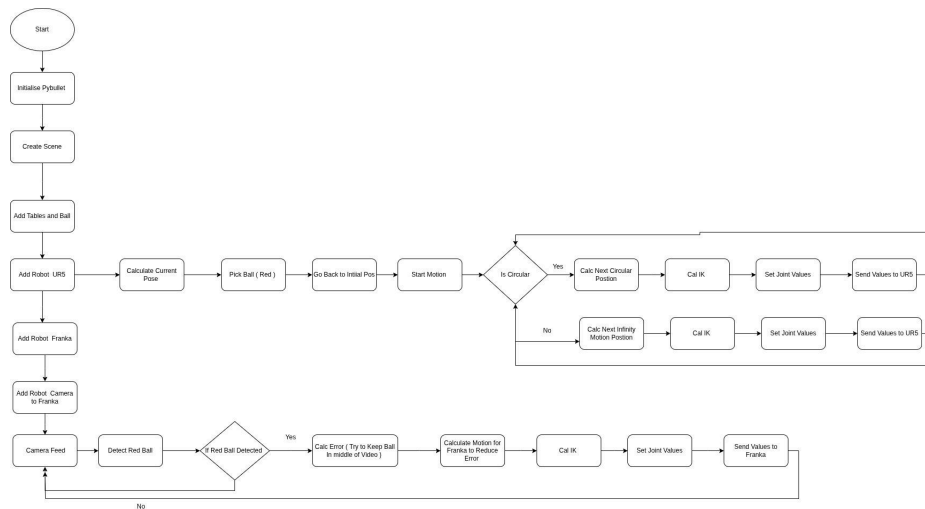 Start
Initialise Pybullet
Create Scene
Add Tables and Ball
Add Robot UR5
Calculate Current
Pose
Pick Ball ( Red )
Go Back to Intitial Pos
Start Motion
Is Circular
Yes
Calc Next Circular
Postion
Cal IK
Set Joint Values
Send Values to UR5
No
Calc Next Infinity
Motion Postion
Cal IK
Set Joint Values
Send Values to UR5
Add Robot Franka
Add Robot Camera
to Franka
Camera Feed
Detect Red Ball
If Red Ball Detected
Yes
Calc Error ( Try to Keep Ball
In middle of Video )
Calculate Motion for
Franka to Reduce
Error
Cal IK
Set Joint Values
Send Values to
Franka
No